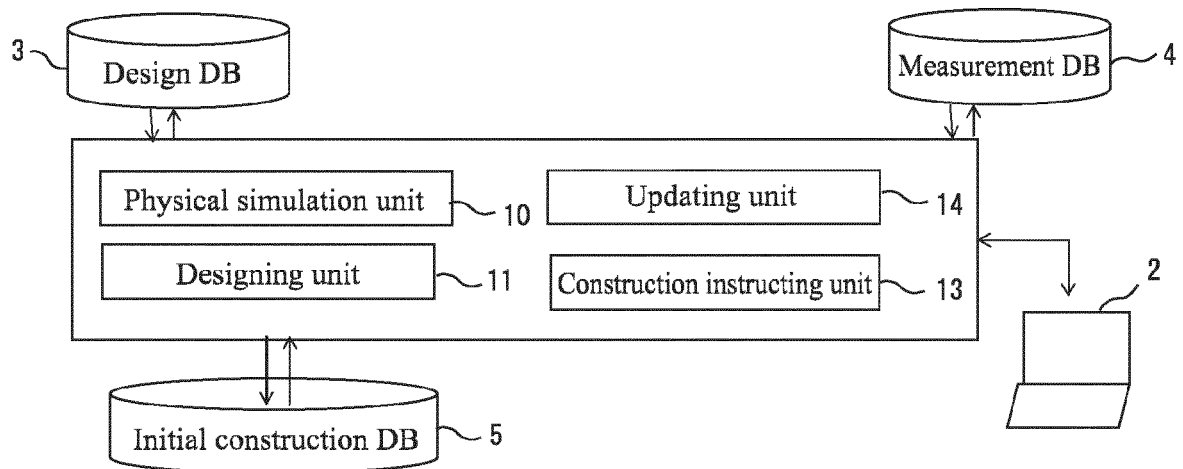 3
Design DB
Measurement DB
4
Physical simulation unit
10
Updating unit
14
Designing unit
11
Construction instructing unit
13
2
Initial construction DB
5